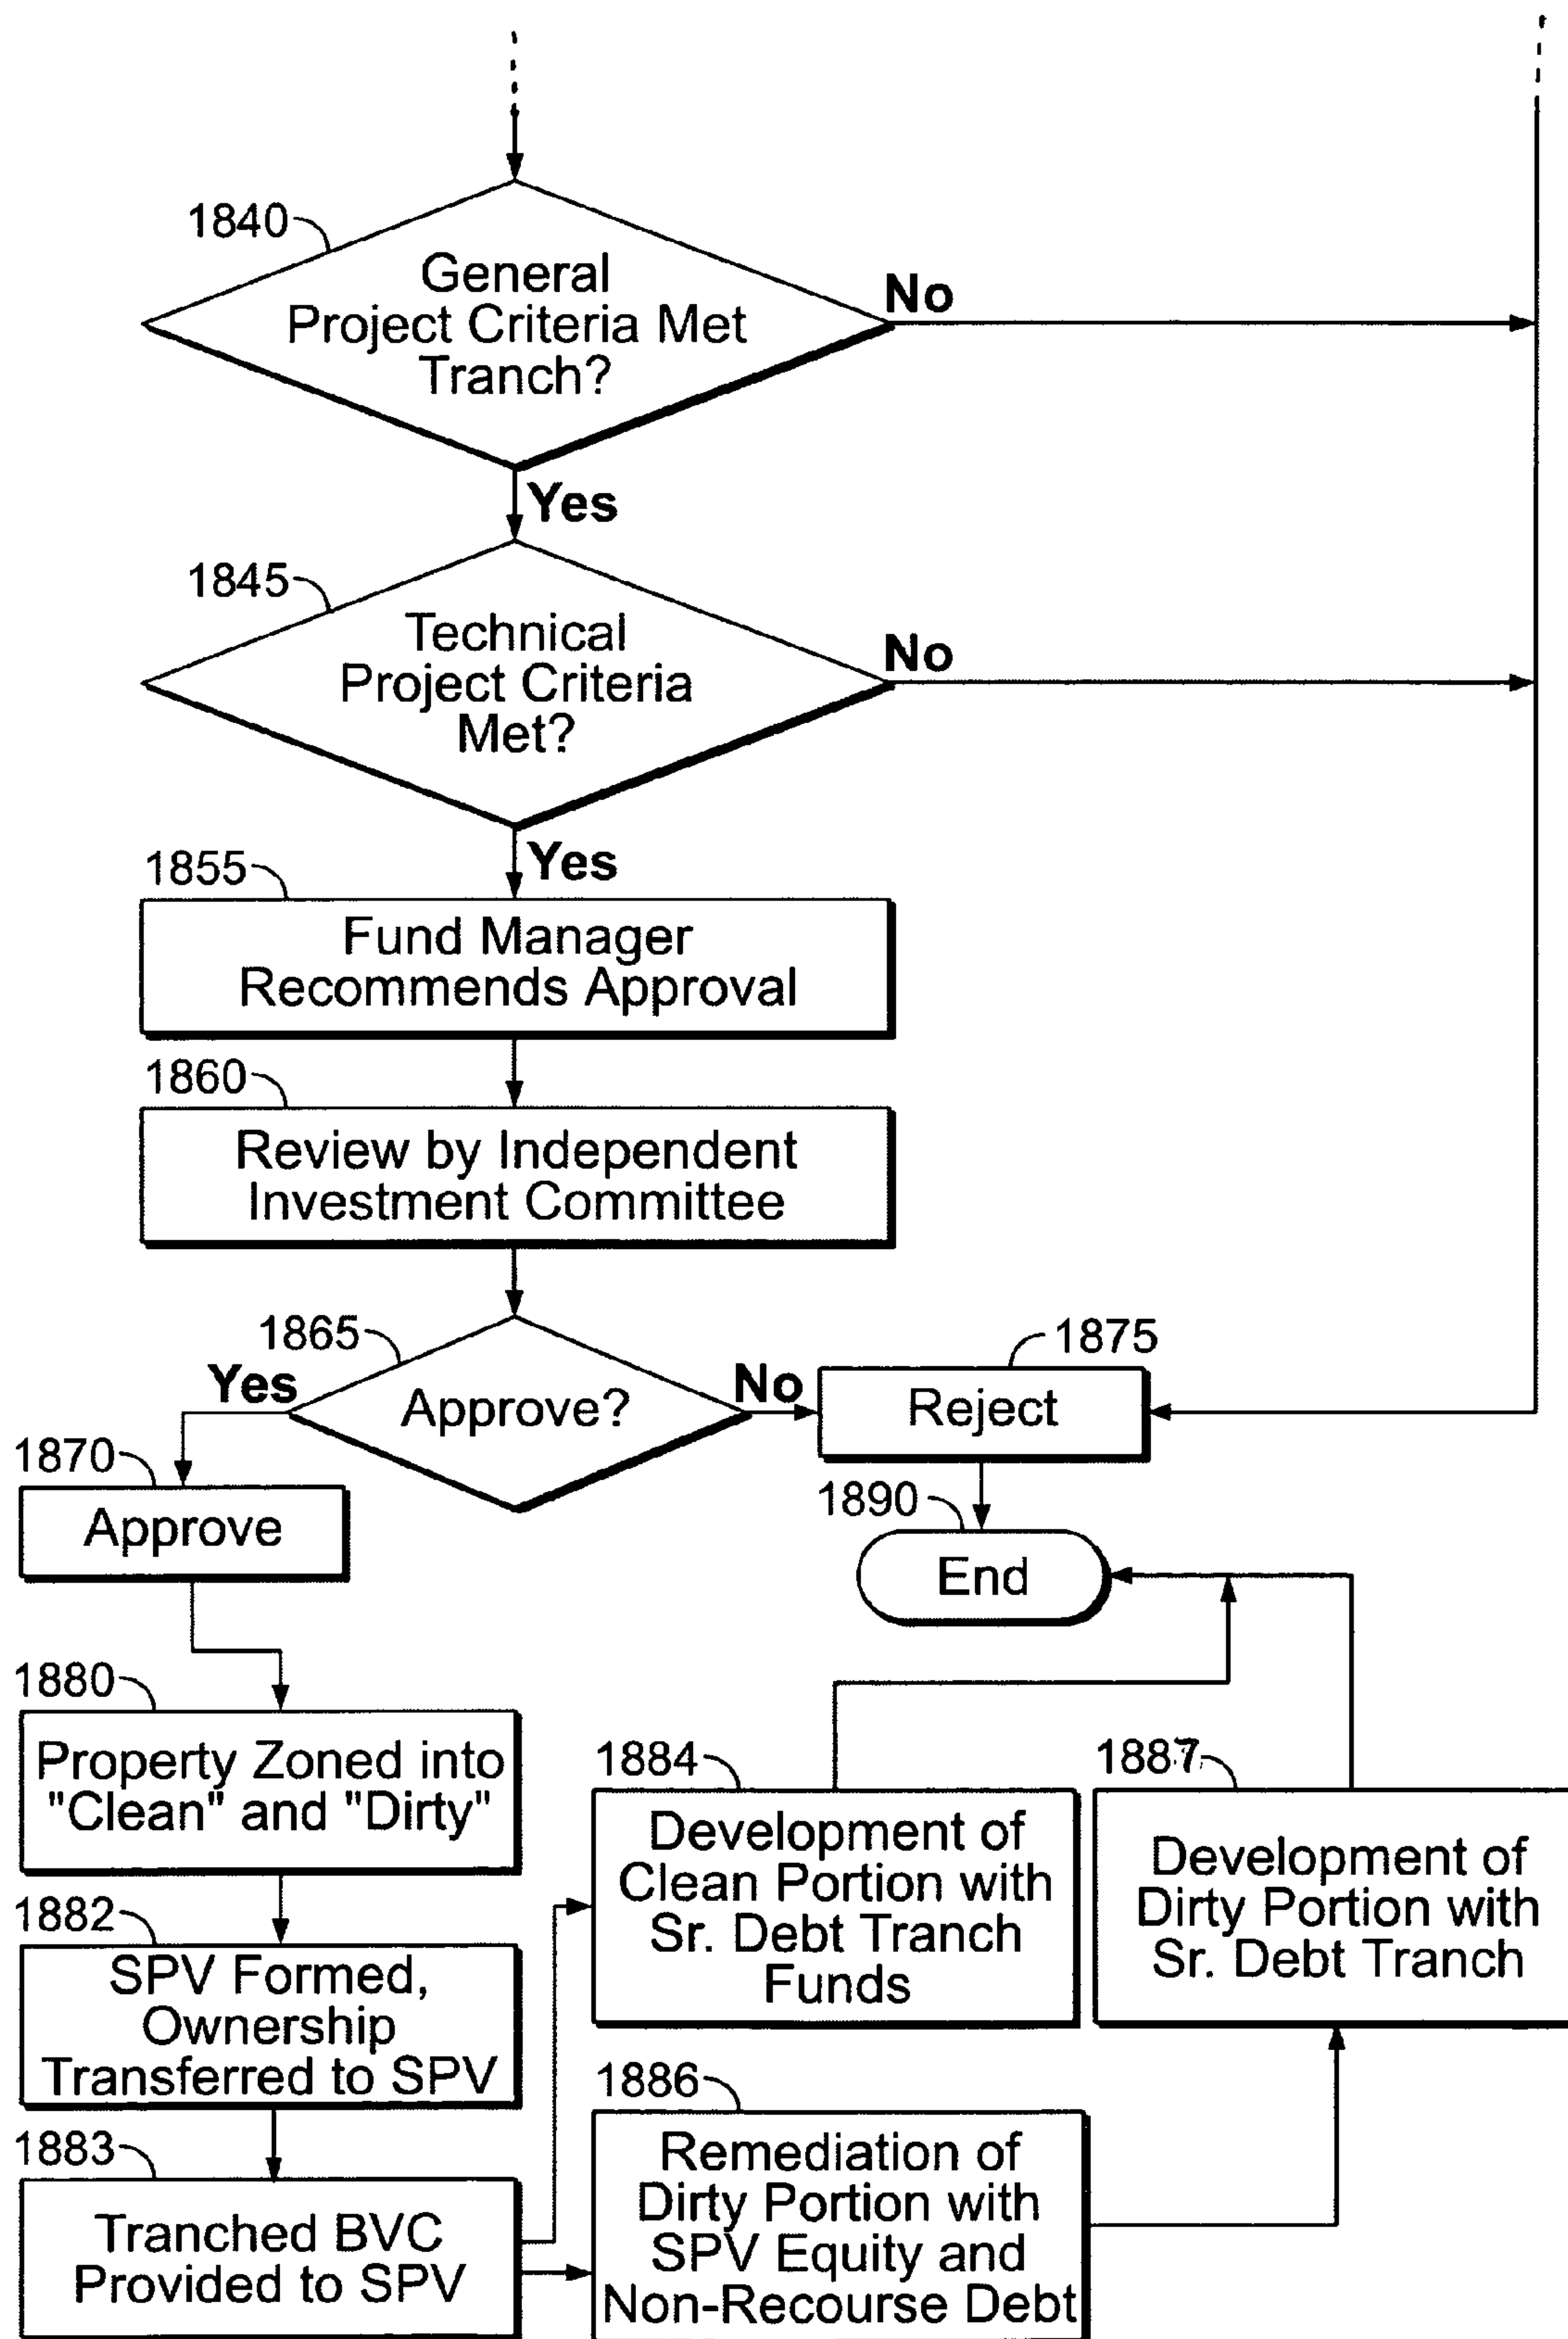 1840
General
Project Criteria Met
Tranch?
No
Yes
1845
Technical
Project Criteria
Met?
No
Yes
1855
Fund Manager
Recommends Approval
1860
Review by Independent
Investment Committee
1865
Yes
Approve?
No
1875
Reject
1870
Approve
1890
End
1880
Property Zoned into
"Clean" and "Dirty"
1882
SPV Formed,
Ownership
Transferred to SPV
1883
Tranched BVC
Provided to SPV
1884
Development of
Clean Portion with
Sr. Debt Tranch
Funds
1887
Development of
Dirty Portion with
Sr. Debt Tranch
1886
Remediation of
Dirty Portion with
SPV Equity and
Non-Recourse Debt